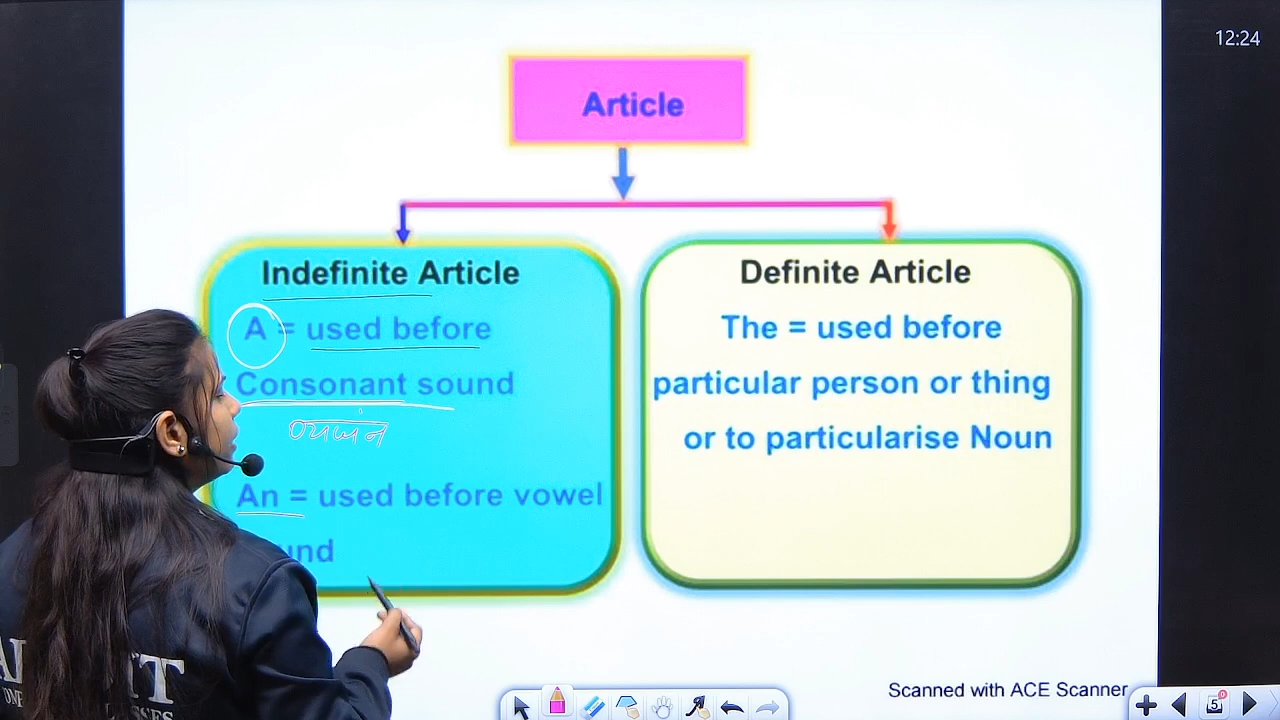 12:24
Article
Indefinite Article
A = used before
Consonant sound
An = used before vowel
und
Definite Article
The = used before
particular person or thing
or to particularise Noun
Scanned with ACE Scanner
5